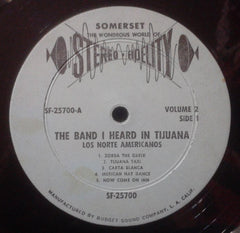 SOMERSET
THE WONDEROUS WORLD OF
STEREO-FIDELITY
SF-25700-A
VOLUME 2
SIDE 1
THE BAND I HEARD IN TIJUANA
LOS NORTE AMERICANOS
1. ZORBA THE GREEK
2. TIJUANA TAXI
3. CARTA BLANCA
4. MEXICAN HAT DANCE
5. NOW COME ON IAN
SF-25700
MANUFACTURED BY BUDGET SOUND COMPANY, L. A. CALIF.